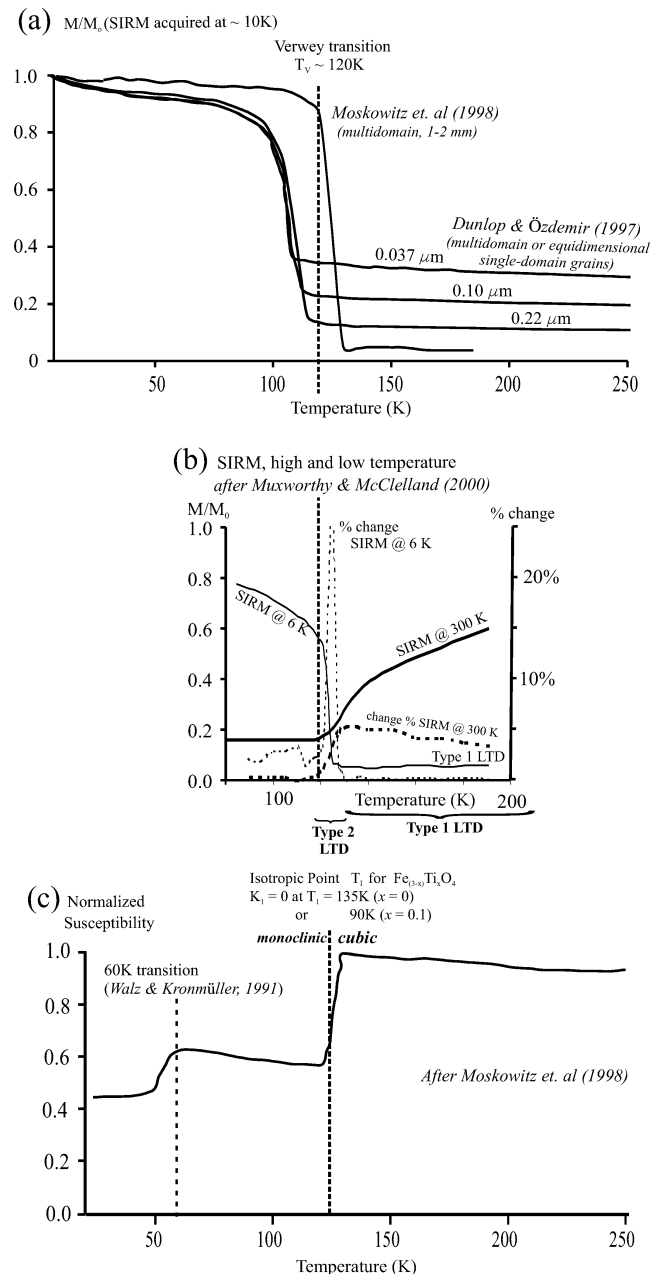 (a) M/M₀ (SIRM acquired at ~ 10K)
Verwey transition
T_V ~ 120K
1.0
0.8
0.6
0.4
0.2
0
Moskowitz et. al (1998)
(multidomain, 1-2 mm)
Dunlop & Özdemir (1997)
(multidomain or equidimensional
single-domain grains)
0.037 μm
0.10 μm
0.22 μm
50 100 150 200 250
Temperature (K)
(b) SIRM, high and low temperature
after Muxworthy & McClelland (2000)
M/M₀
% change
1.0
0.8
0.6
0.4
0.2
0.0
% change
SIRM @ 6 K
20%
10%
SIRM @ 6 K
SIRM @ 300 K
change % SIRM @ 300 K
Type 1 LTD
100 Temperature (K) 200
Type 2
LTD
Type 1 LTD
Isotropic Point T₁ for Fe₍₃₋ₓ₎TiₓO₄
(c) Normalized
Susceptibility
K₁ = 0 at T₁ = 135K (x = 0)
or 90K (x = 0.1)
monoclinic cubic
1.0
0.8
0.6
0.4
0.2
0.0
60K transition
(Walz & Kronmüller, 1991)
After Moskowitz et. al (1998)
50 100 150 200 250
Temperature (K)